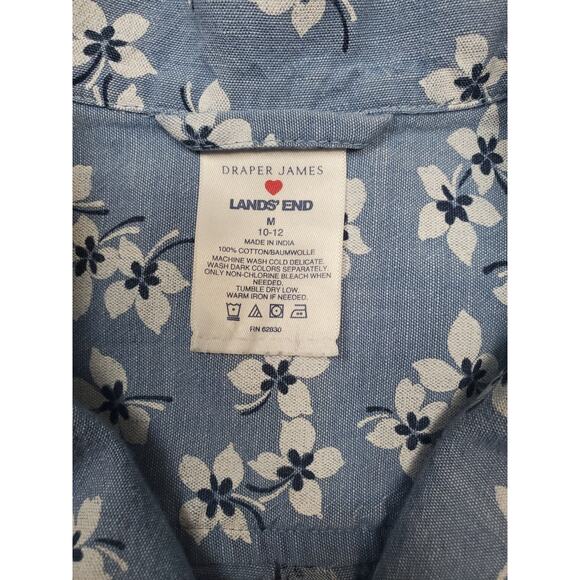 DRAPER JAMES
LANDS' END
M
10-12
MADE IN INDIA
100% COTTON/BAUMWOLLE
MACHINE WASH COLD DELICATE.
WASH DARK COLORS SEPARATELY.
ONLY NON-CHLORINE BLEACH WHEN
NEEDED.
TUMBLE DRY LOW.
WARM IRON IF NEEDED.
RN 62830